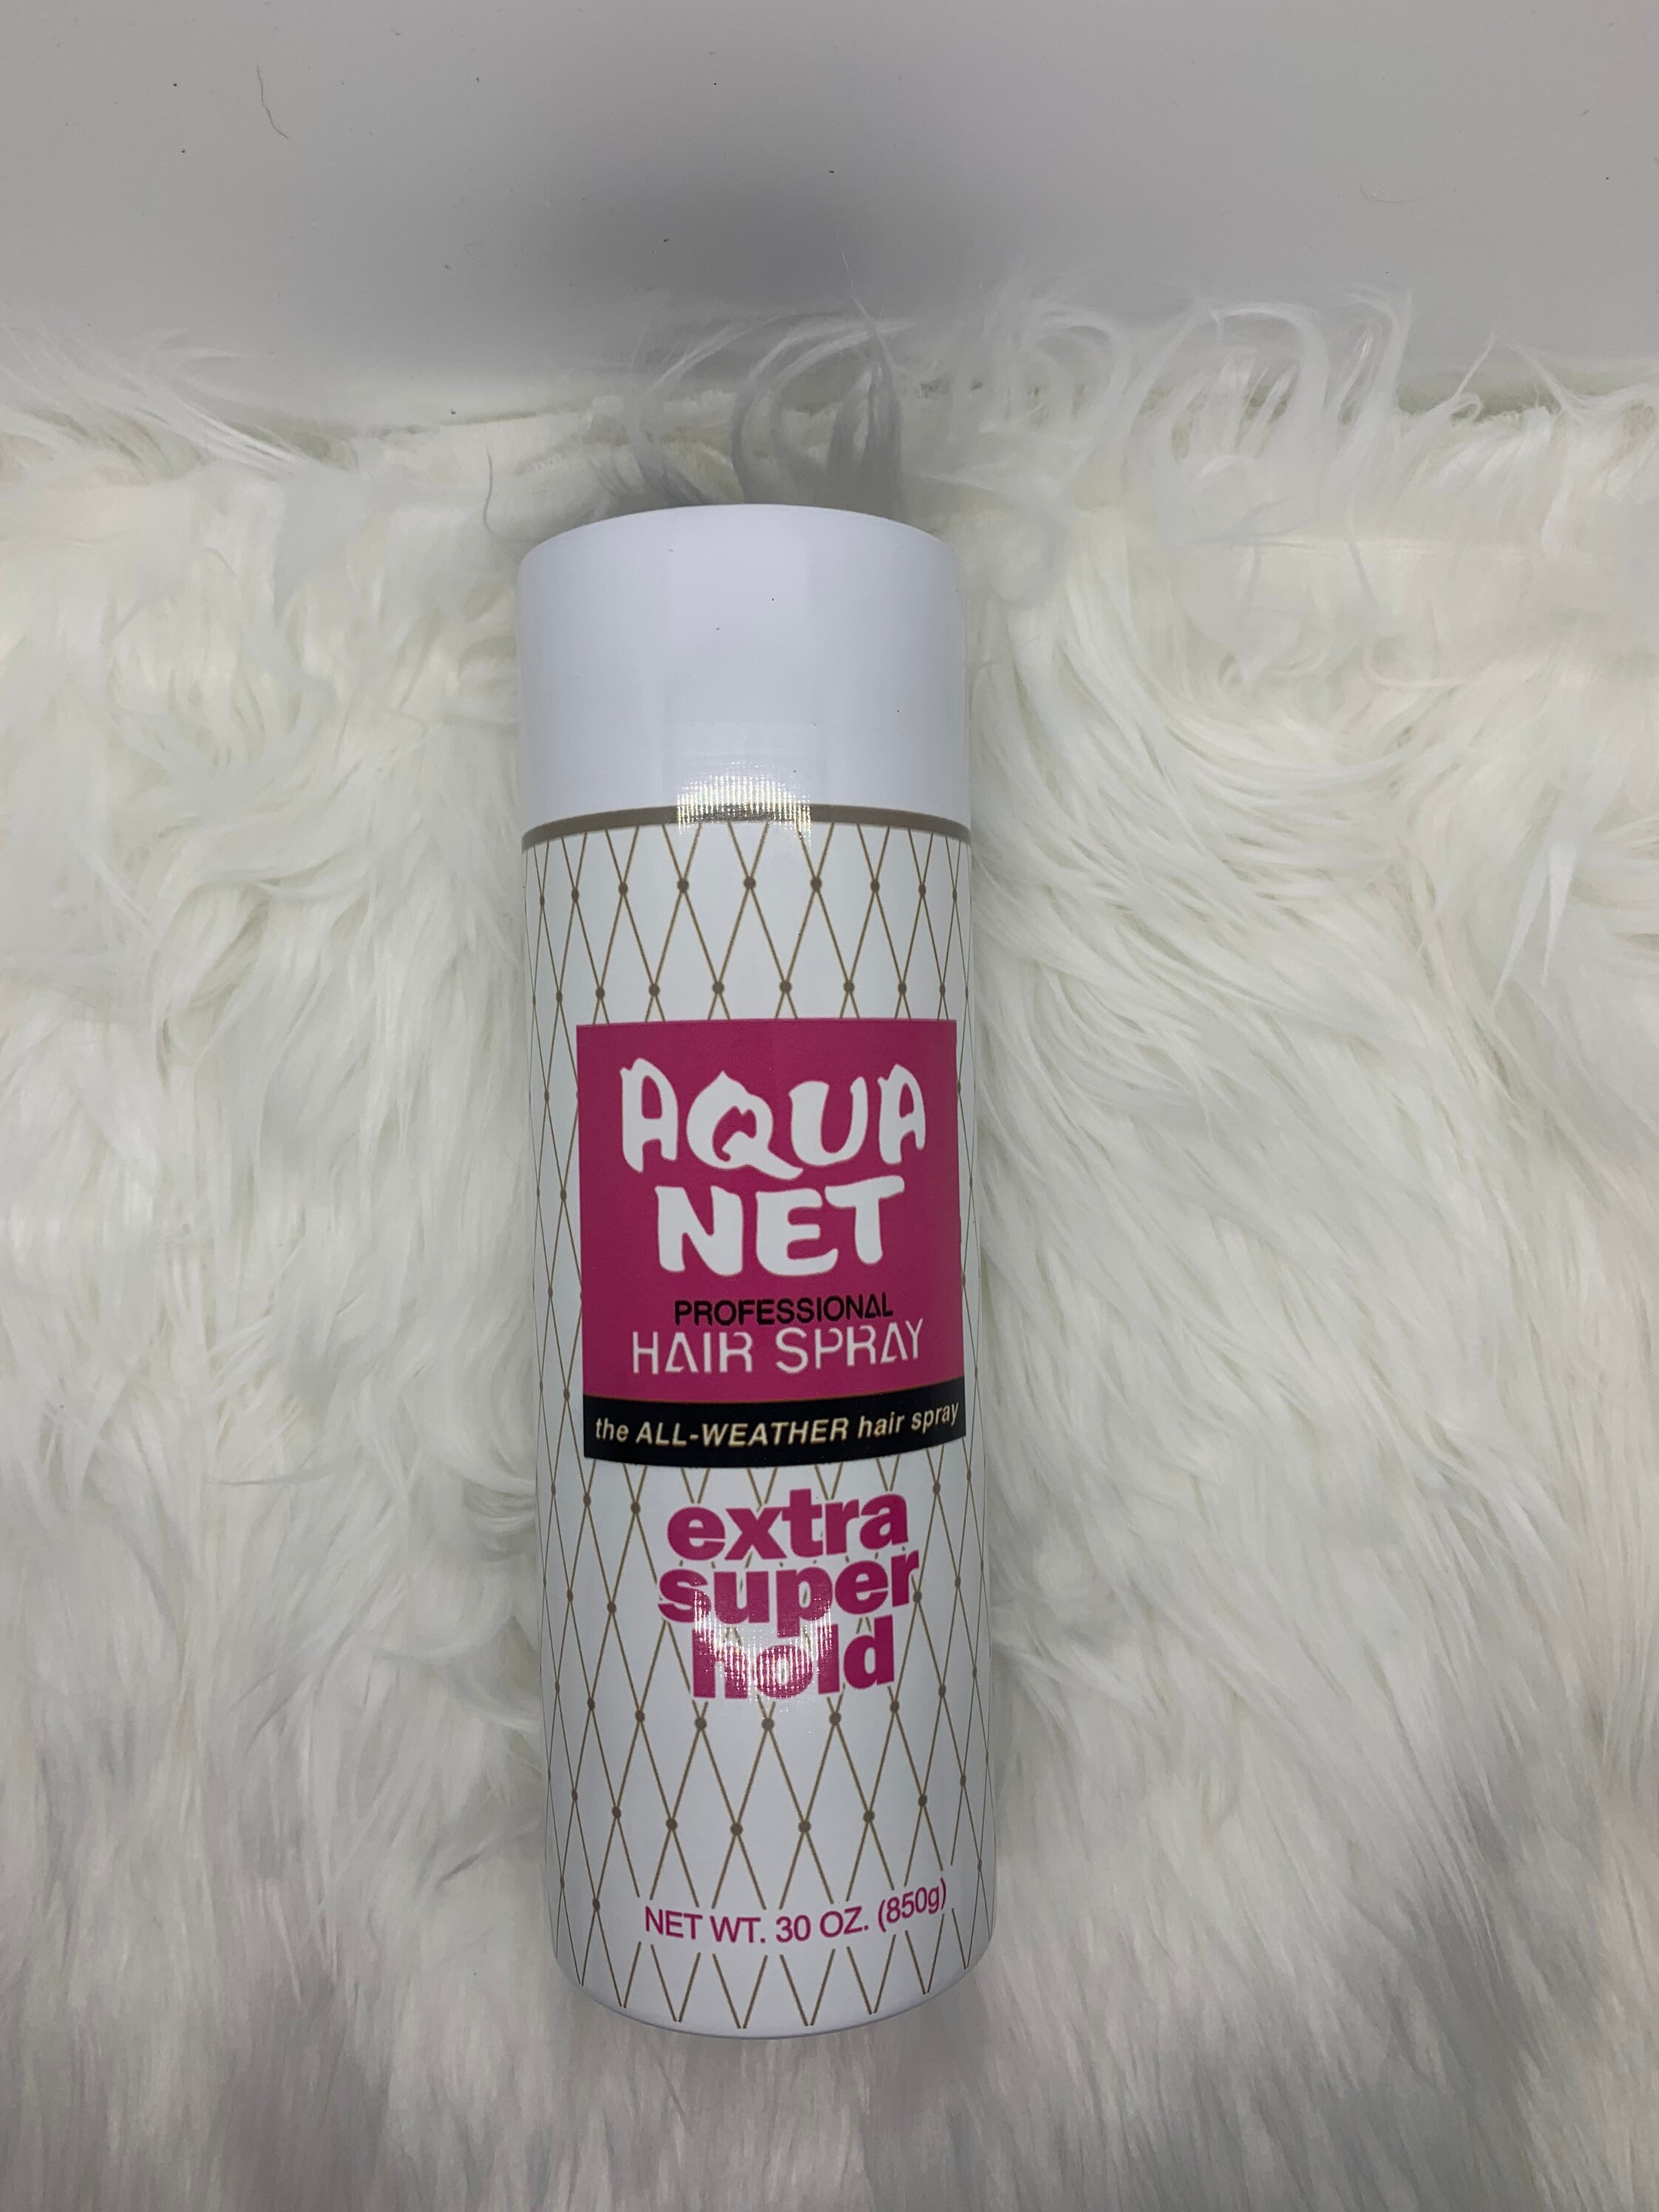 AQUA
NET
PROFESSIONAL
HAIR SPRAY
the ALL-WEATHER hair spray
extra
super
hold
NET WT. 30 OZ. (850g)